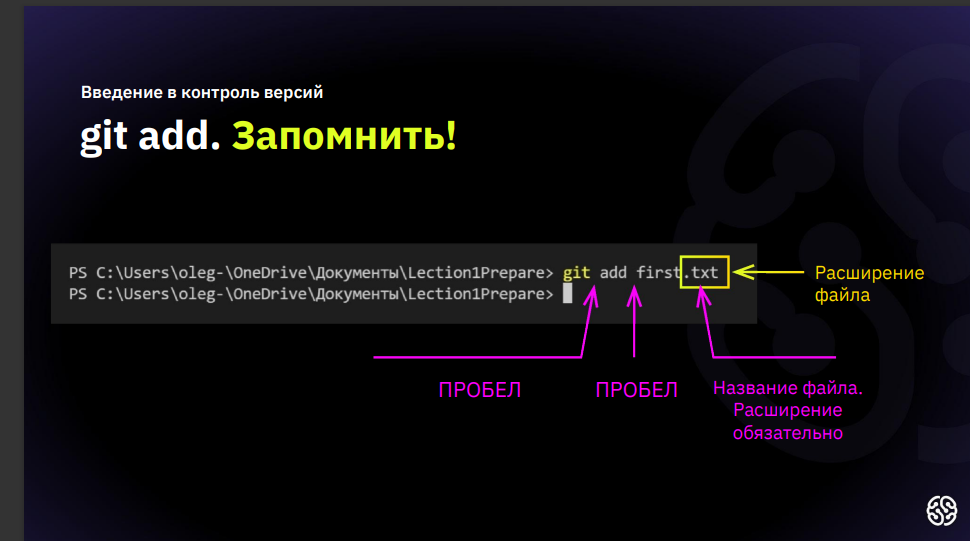 Введение в контроль версий
git add. Запомнить!
PS C:\Users\oleg-\OneDrive\Документы\Lection1Prepare> git add first.txt
PS C:\Users\oleg-\OneDrive\Документы\Lection1Prepare>
Расширение
файла
ПРОБЕЛ
ПРОБЕЛ
Название файла.
Расширение
обязательно